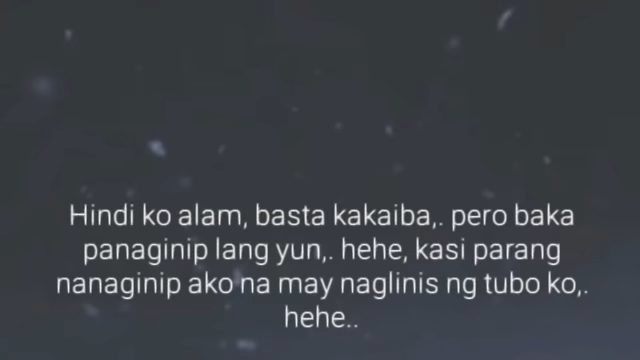 Hindi ko alam, basta kakaiba,. pero baka
panaginip lang yun,. hehe, kasi parang
nanaginip ako na may naglinis ng tubo ko,.
hehe..